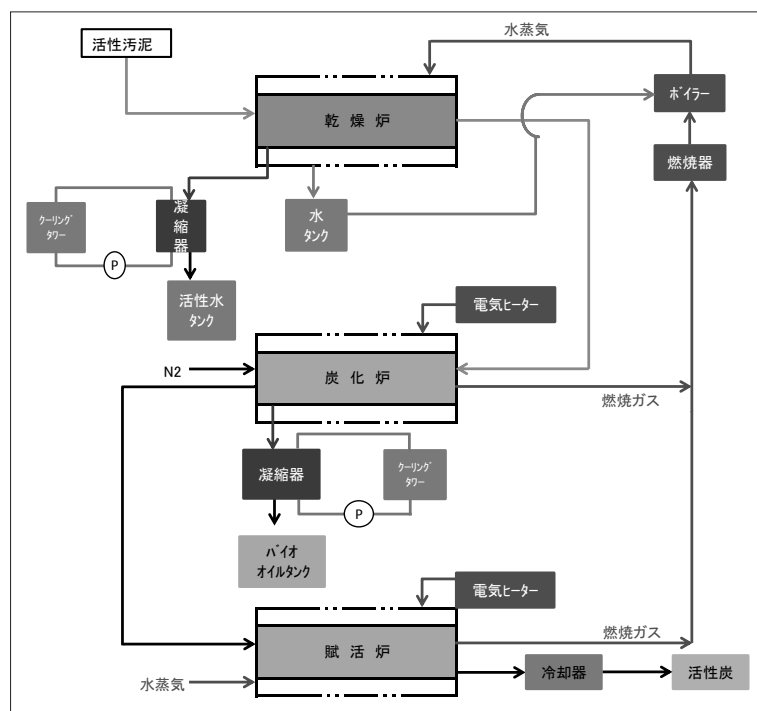 活性汚泥
水蒸気
ボイラー
乾燥炉
燃焼器
クーリング
タワー
凝
縮
器
水
タンク
P
活性水
タンク
電気ヒーター
N2
炭化炉
燃焼ガス
凝縮器
クーリング
タワー
P
バイオ
オイルタンク
電気ヒーター
賦活炉
燃焼ガス
水蒸気
冷却器
活性炭